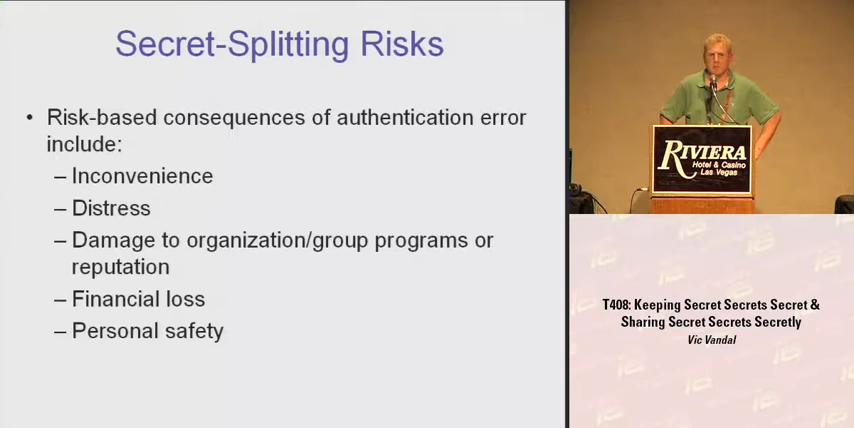 Secret-Splitting Risks
• Risk-based consequences of authentication error
include:
– Inconvenience
– Distress
– Damage to organization/group programs or
reputation
– Financial loss
– Personal safety
RIVIERA
Hotel & Casino
Las Vegas
T408: Keeping Secret Secrets Secret &
Sharing Secret Secrets Secretly
Vic Vandal